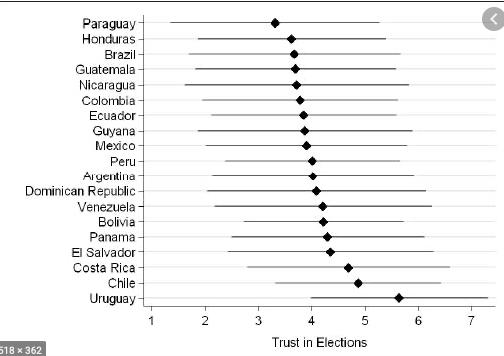 Paraguay
Honduras
Brazil
Guatemala
Nicaragua
Colombia
Ecuador
Guyana
Mexico
Peru
Argentina
Dominican Republic
Venezuela
Bolivia
Panama
El Salvador
Costa Rica
Chile
Uruguay
1 2 3 4 5 6 7
Trust in Elections
518 × 362